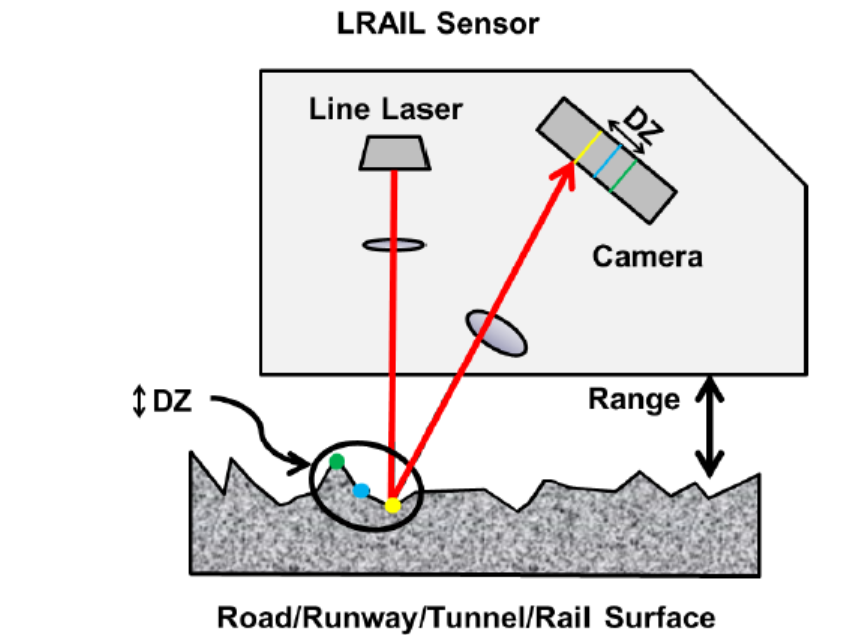 LRAIL Sensor
Line Laser
DZ
Camera
Range
DZ
Road/Runway/Tunnel/Rail Surface